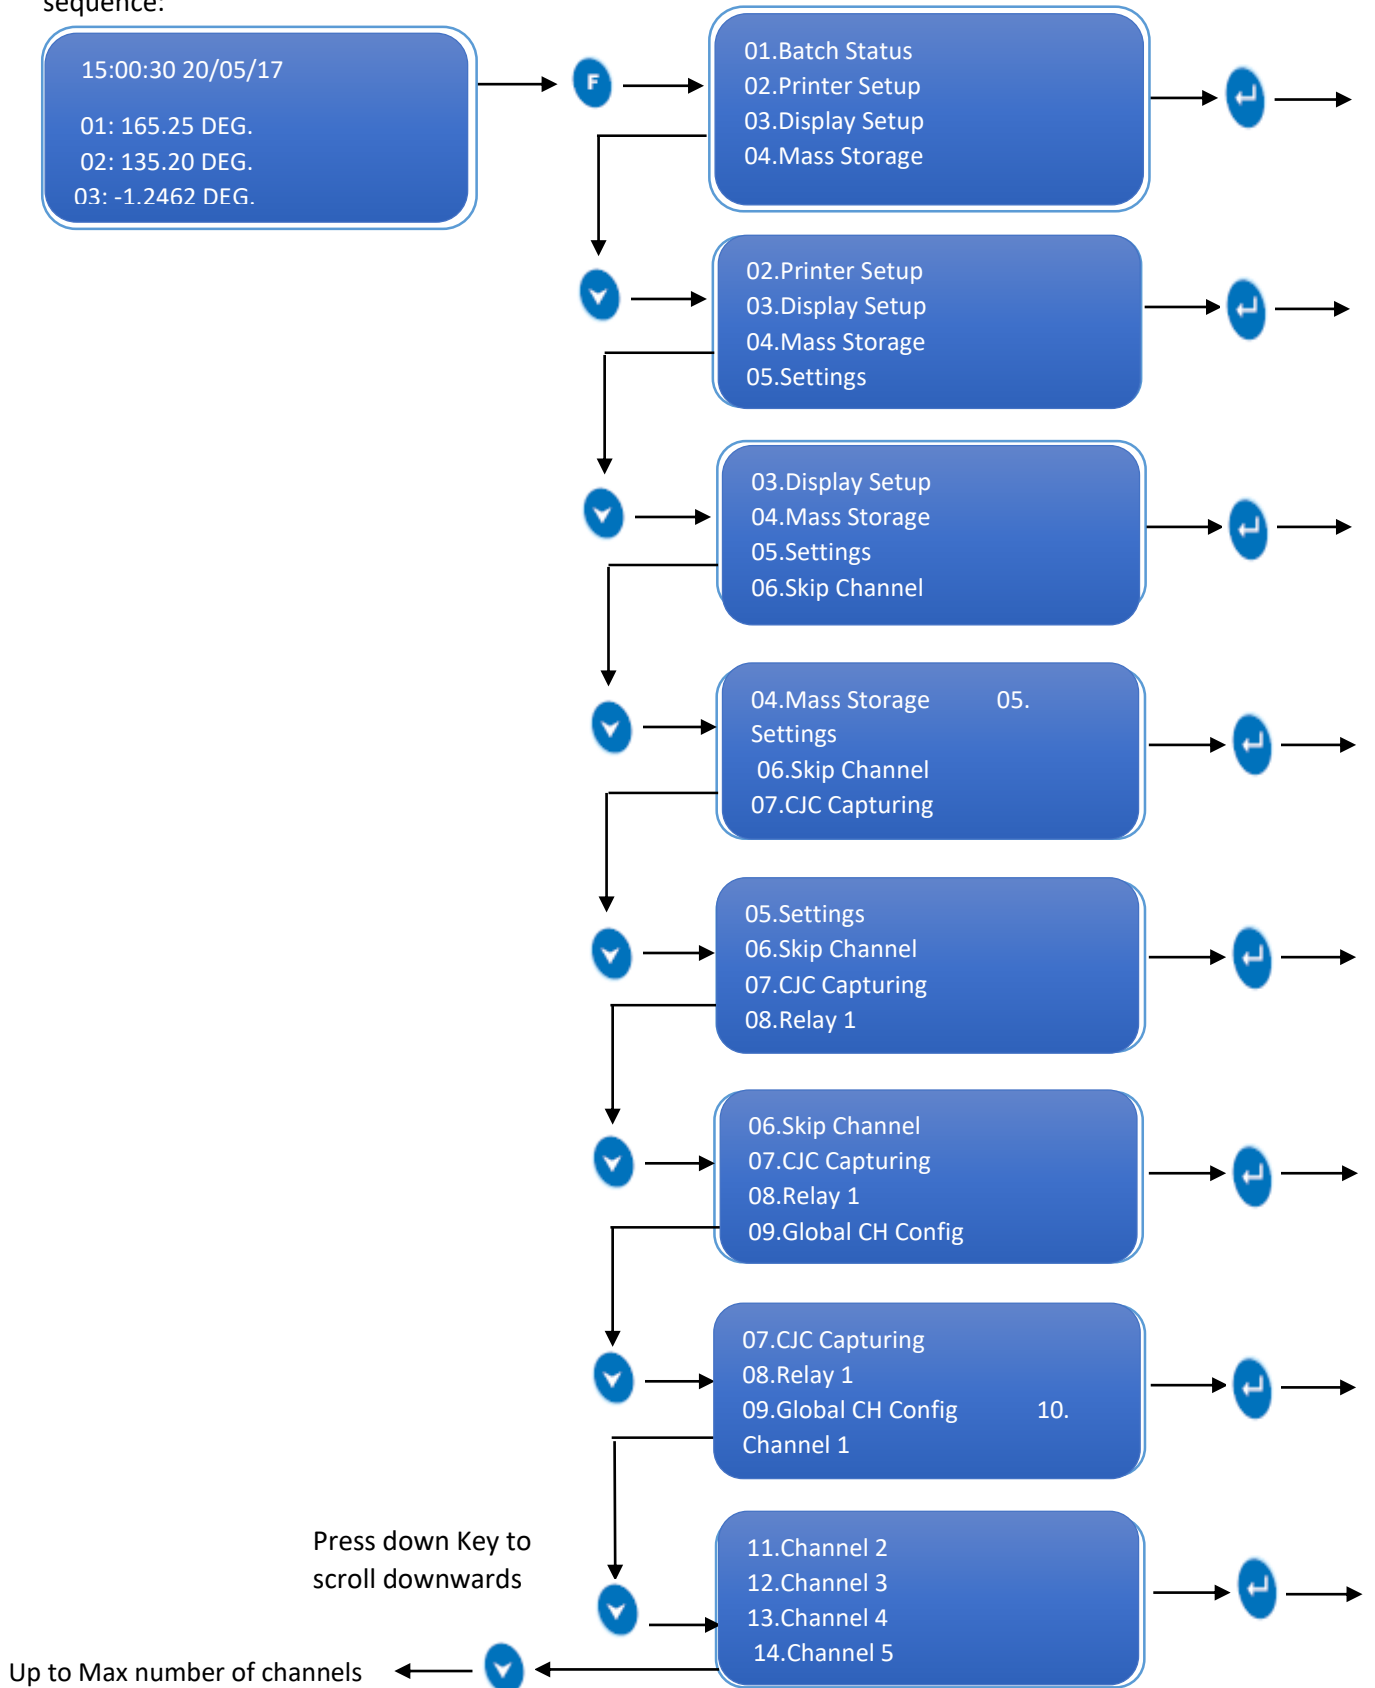 sequence:
15:00:30 20/05/17
01: 165.25 DEG.
02: 135.20 DEG.
03: -1.2462 DEG.
F
01.Batch Status
02.Printer Setup
03.Display Setup
04.Mass Storage
02.Printer Setup
03.Display Setup
04.Mass Storage
05.Settings
03.Display Setup
04.Mass Storage
05.Settings
06.Skip Channel
04.Mass Storage 05.
Settings
06.Skip Channel
07.CJC Capturing
05.Settings
06.Skip Channel
07.CJC Capturing
08.Relay 1
06.Skip Channel
07.CJC Capturing
08.Relay 1
09.Global CH Config
07.CJC Capturing
08.Relay 1
09.Global CH Config 10.
Channel 1
Press down Key to
scroll downwards
11.Channel 2
12.Channel 3
13.Channel 4
14.Channel 5
Up to Max number of channels